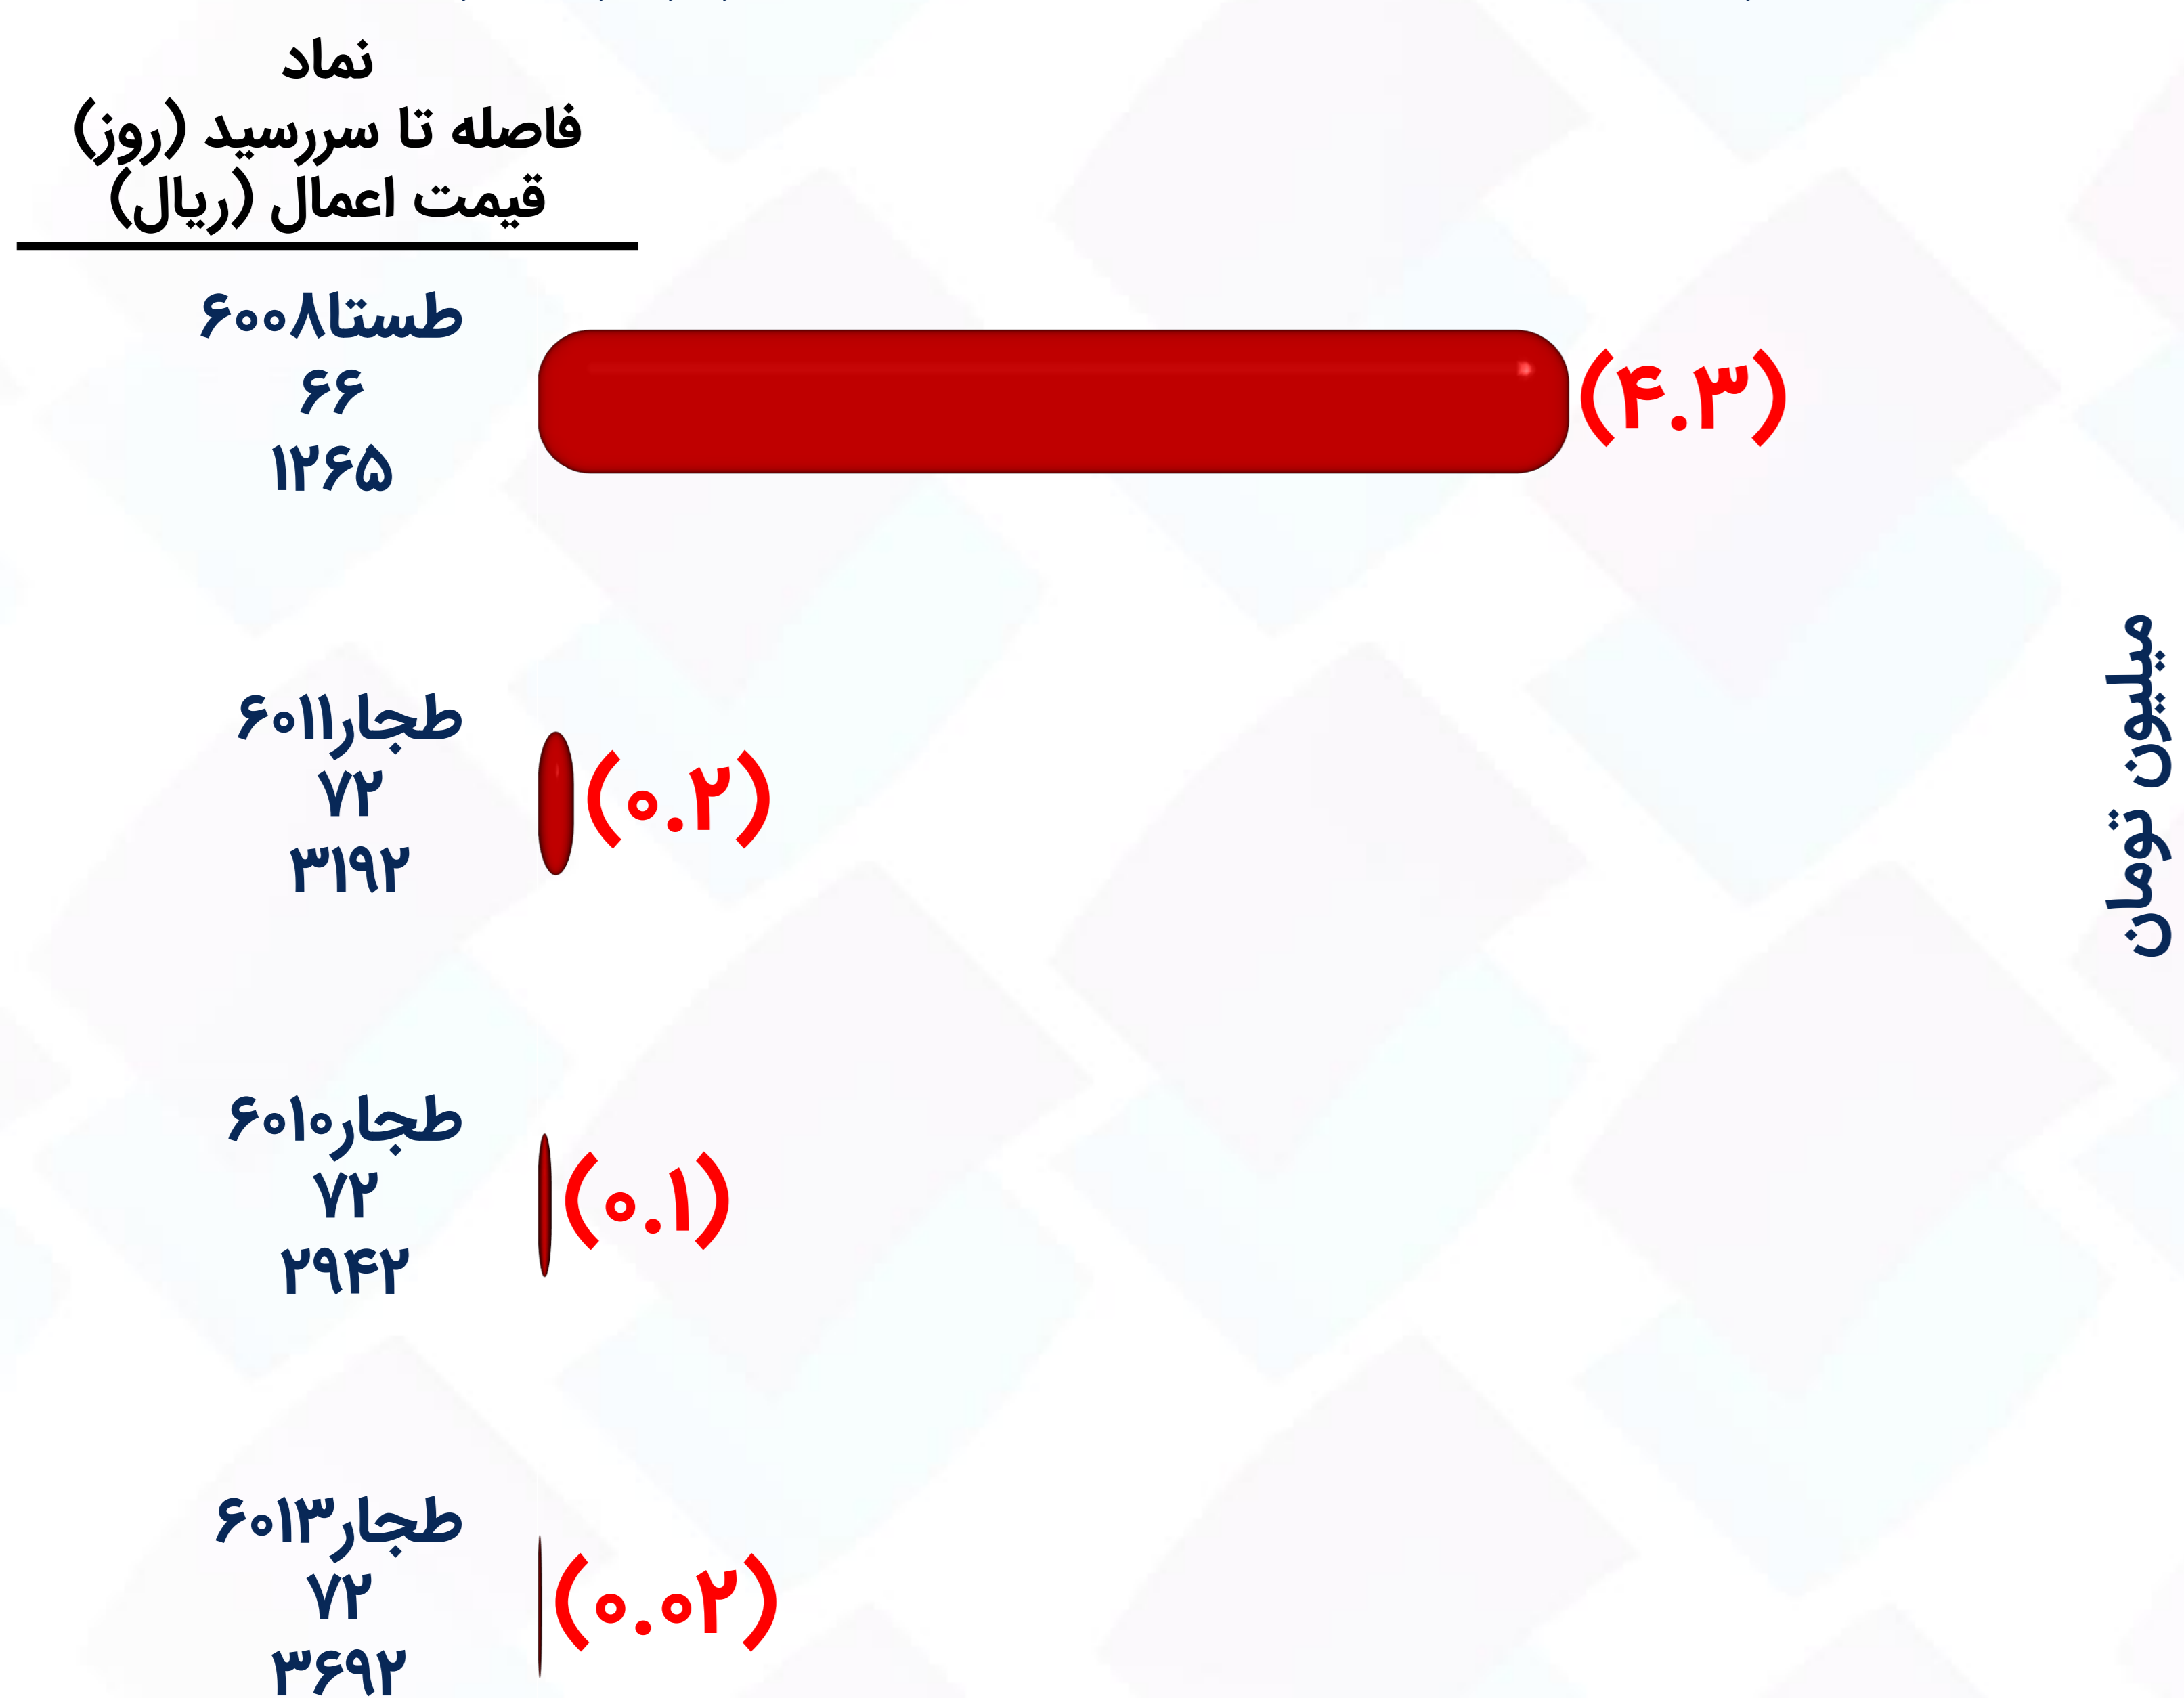 نماد
فاصله تا سررسید (روز)
قیمت اعمال (ریال)
طستا۶۰۰۸
۶۶
۱۲۶۵
(۴.۳)
طجار۶۰۱۱
۷۲
۳۱۹۲
(۰.۲)
طجار۶۰۱۰
۷۲
۲۹۴۲
(۰.۱)
طجار۶۰۱۳
۷۲
۳۶۹۲
(۰.۰۲)
میلیون تومان